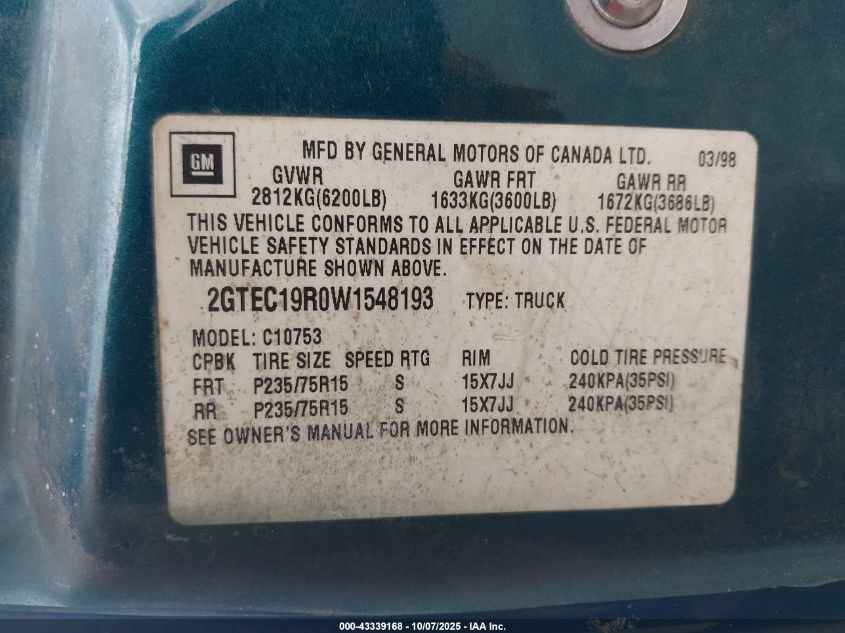 GM
MFD BY GENERAL MOTORS OF CANADA LTD. 03/98
GVWR GAWR FRT GAWR RR
2812KG(6200LB) 1633KG(3600LB) 1672KG(3686LB)
THIS VEHICLE CONFORMS TO ALL APPLICABLE U.S. FEDERAL MOTOR
VEHICLE SAFETY STANDARDS IN EFFECT ON THE DATE OF
MANUFACTURE SHOWN ABOVE.
2GTEC19R0W1548193 TYPE: TRUCK
MODEL: C10753
CPBK TIRE SIZE SPEED RTG RIM COLD TIRE PRESSURE
FRT P235/75R15 S 15X7JJ 240KPA(35PSI)
RR P235/75R15 S 15X7JJ 240KPA(35PSI)
SEE OWNER'S MANUAL FOR MORE INFORMATION.
000-43339168 - 10/07/2025 - IAA Inc.